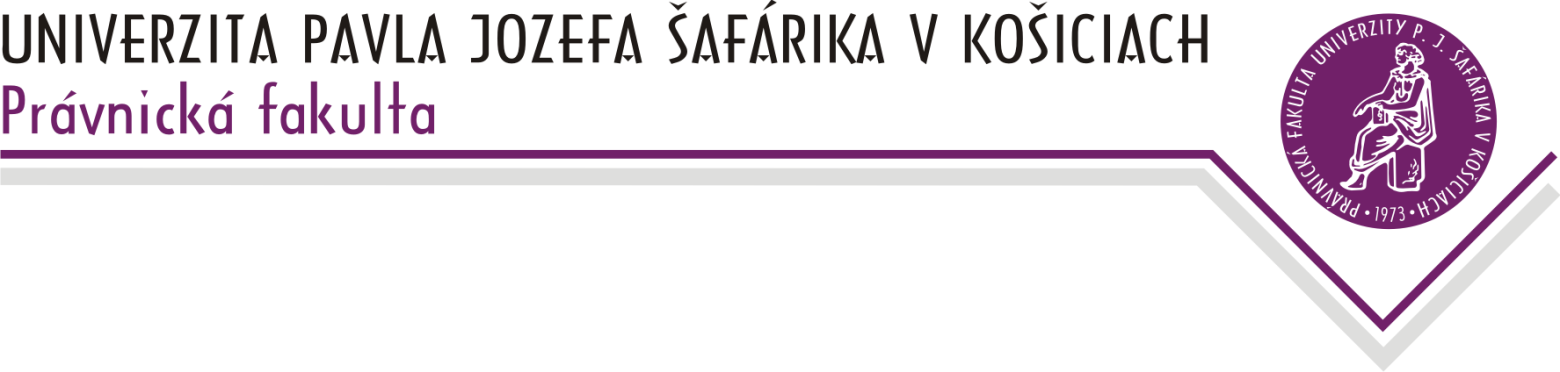 UNIVERZITA PAVLA JOZEFA ŠAFÁRIKA V KOŠICIACH
Právnická fakulta
PRÁVNICKÁ FAKULTA UNIVERZITY P. J. ŠAFÁRIKA V KOŠICIACH
• 1973 •
§